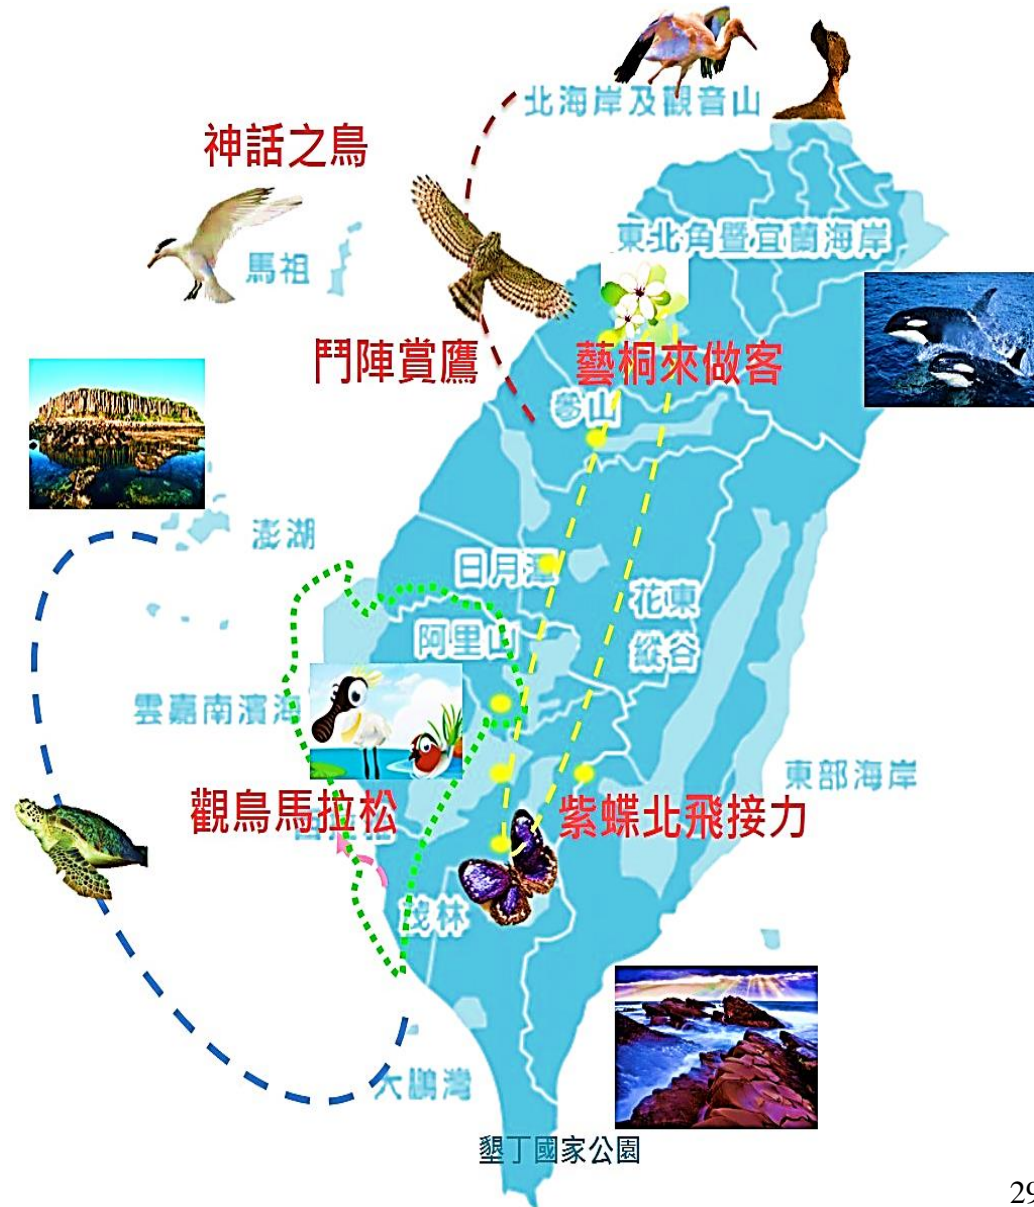 北海岸及觀音山
神話之鳥
東北角暨宜蘭海岸
馬祖
鬥陣賞鷹
藝桐來做客
參山
澎湖
日月潭
花東
縱谷
阿里山
雲嘉南濱海
東部海岸
觀鳥馬拉松
紫蝶北飛接力
茂林
大鵬灣
墾丁國家公園
29